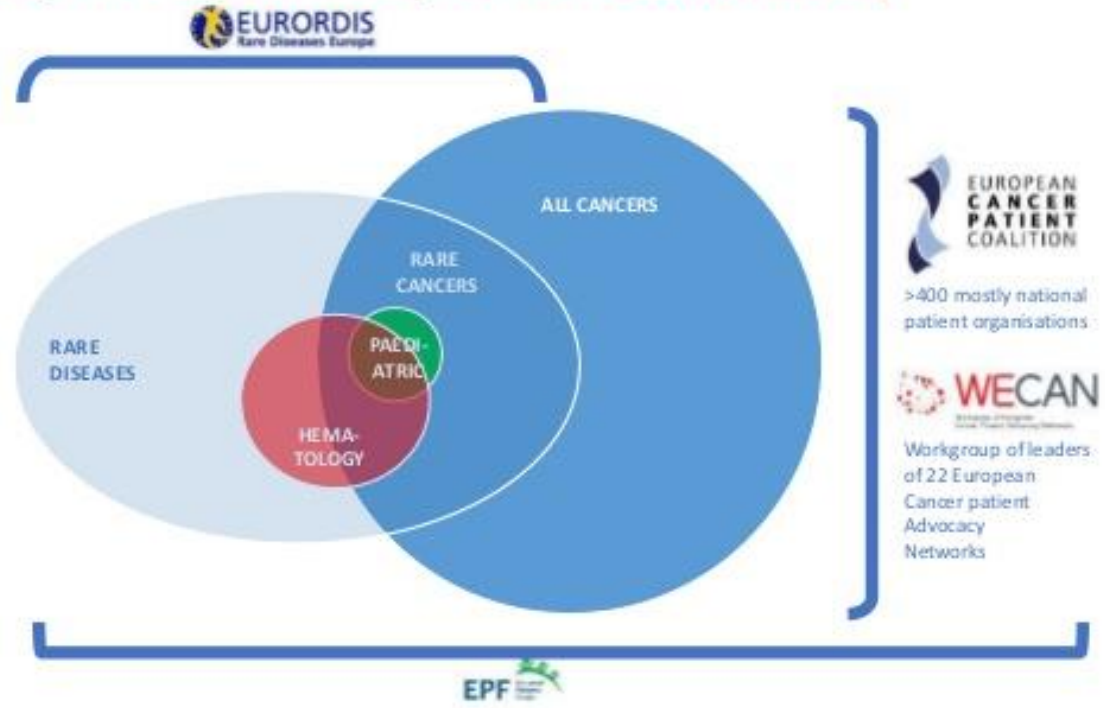 EURORDIS
Rare Diseases Europe
ALL CANCERS
RARE
CANCERS
RARE
DISEASES
PAEDI-
ATRIC
HEMA-
TOLOGY
EUROPEAN
CANCER
PATIENT
COALITION
>400 mostly national
patient organisations
WECAN
Workgroup of leaders
of 22 European
Cancer patient
Advocacy
Networks
EPF